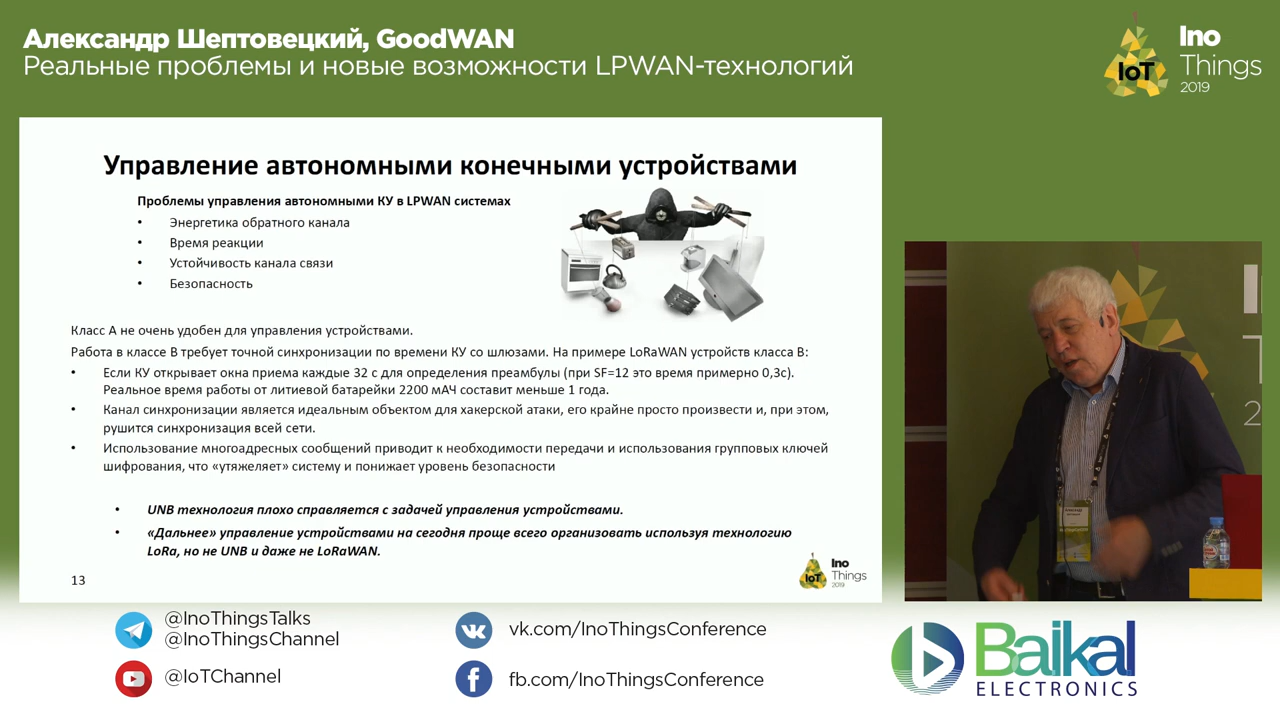 Александр Шептовецкий, GoodWAN
Реальные проблемы и новые возможности LPWAN-технологий
IoT
Ino
Things
2019
Управление автономными конечными устройствами
Проблемы управления автономными КУ в LPWAN системах
• Энергетика обратного канала
• Время реакции
• Устойчивость канала связи
• Безопасность
Класс А не очень удобен для управления устройствами.
Работа в классе В требует точной синхронизации по времени КУ со шлюзами. На примере LoRaWAN устройств класса В:
• Если КУ открывает окна приема каждые 32 с для определения преамбулы (при SF=12 это время примерно 0,3с).
Реальное время работы от литиевой батарейки 2200 мАЧ составит меньше 1 года.
• Канал синхронизации является идеальным объектом для хакерской атаки, его крайне просто произвести и, при этом,
рушится синхронизация всей сети.
• Использование многоадресных сообщений приводит к необходимости передачи и использования групповых ключей
шифрования, что «утяжеляет» систему и понижает уровень безопасности
• UNB технология плохо справляется с задачей управления устройствами.
• «Дальнее» управление устройствами на сегодня проще всего организовать используя технологию
LoRa, но не UNB и даже не LoRaWAN.
13
IoT
Ino
Things
2019
@InoThingsTalks
@InoThingsChannel
@IoTChannel
vk.com/InoThingsConference
fb.com/InoThingsConference
Baikal
ELECTRONICS